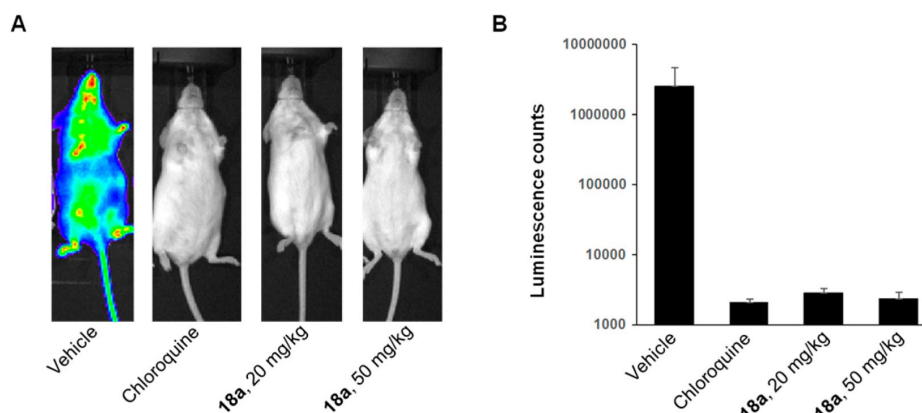 A
Vehicle
Chloroquine
18a, 20 mg/kg
18a, 50 mg/kg
B
Luminescence counts
10000000
1000000
100000
10000
1000
Vehicle
Chloroquine
18a, 20 mg/kg
18a, 50 mg/kg